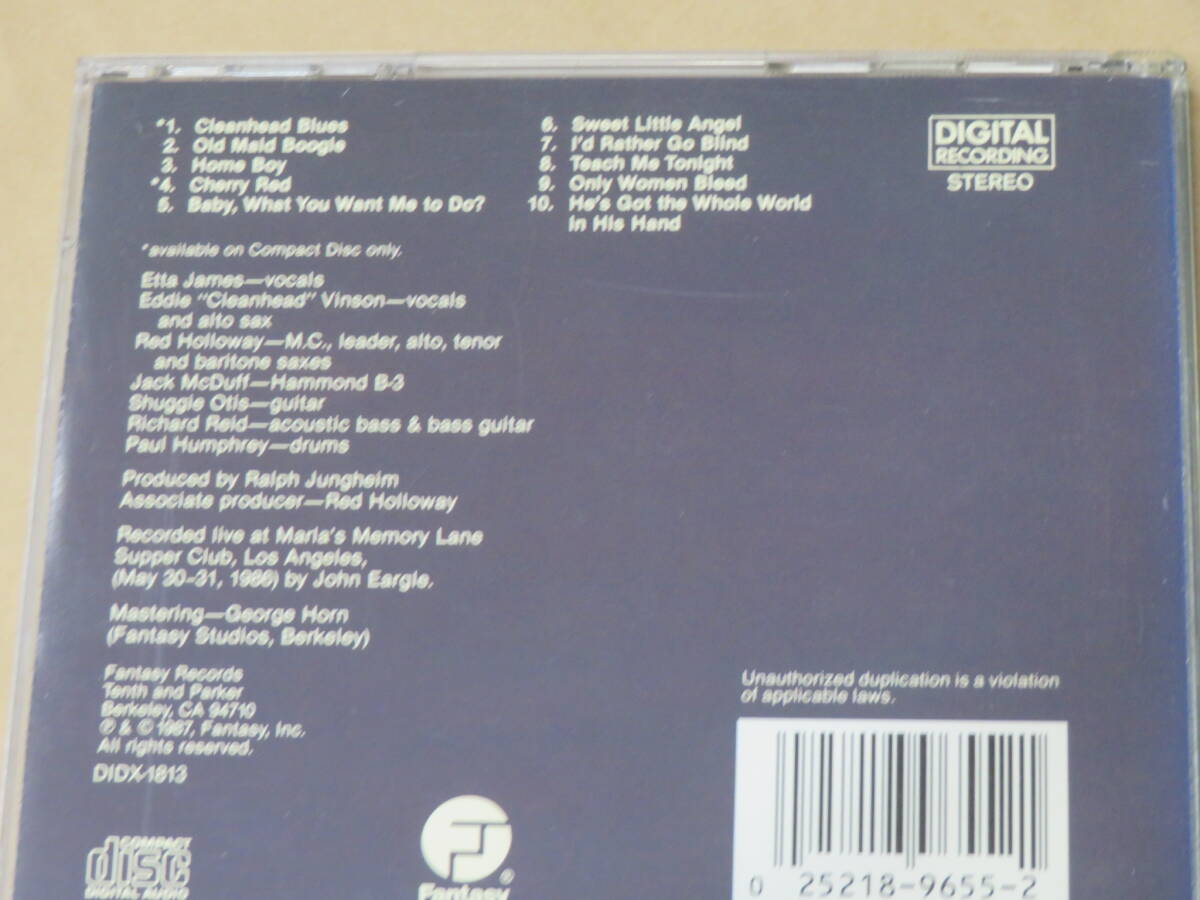 *1. Cleanhead Blues
2. Old Maid Boogie
3. Home Boy
*4. Cherry Red
5. Baby, What You Want Me to Do?
6. Sweet Little Angel
7. I'd Rather Go Blind
8. Teach Me Tonight
9. Only Women Bleed
10. He's Got the Whole World
in His Hand
DIGITAL
RECORDING
STEREO
*available on Compact Disc only.
Etta James—vocals
Eddie "Cleanhead" Vinson—vocals
and alto sax
Red Holloway—M.C., leader, alto, tenor
and baritone saxes
Jack McDuff—Hammond B-3
Shuggie Otis—guitar
Richard Reid—acoustic bass & bass guitar
Paul Humphrey—drums
Produced by Ralph Jungheim
Associate producer—Red Holloway
Recorded live at Marla's Memory Lane
Supper Club, Los Angeles,
(May 30-31, 1986) by John Eargle.
Mastering—George Horn
(Fantasy Studios, Berkeley)
Fantasy Records
Tenth and Parker
Berkeley, CA 94710
℗ & © 1987, Fantasy, Inc.
All rights reserved.
DIDX-1813
Unauthorized duplication is a violation
of applicable laws.
COMPACT
disc
DIGITAL AUDIO
Fantasy ®
0 25218-9655-2